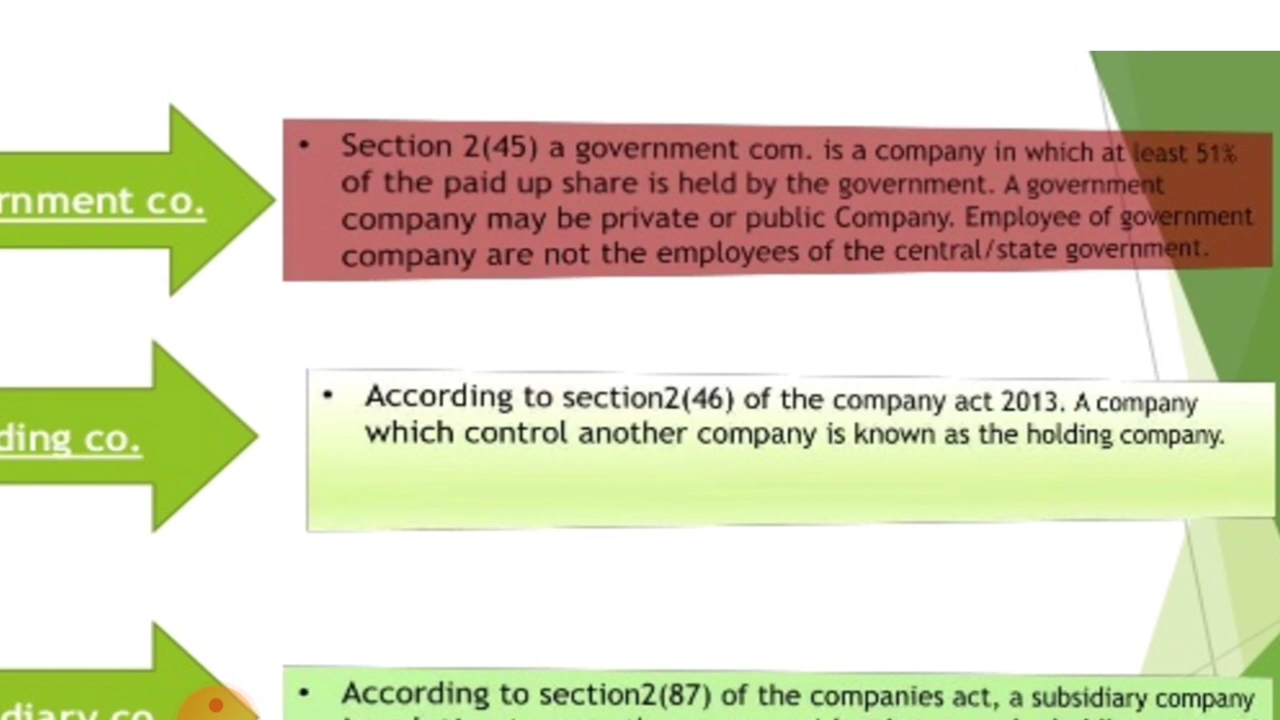 rnment co.
• Section 2(45) a government com. is a company in which at least 51%
of the paid up share is held by the government. A government
company may be private or public Company. Employee of government
company are not the employees of the central/state government.
ding co.
• According to section2(46) of the company act 2013. A company
which control another company is known as the holding company.
diary co
• According to section2(87) of the companies act, a subsidiary company